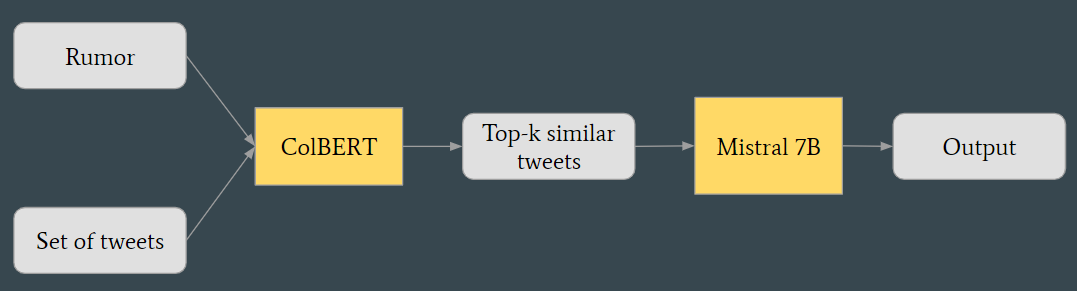 Rumor
Set of tweets
ColBERT
Top-k similar
tweets
Mistral 7B
Output